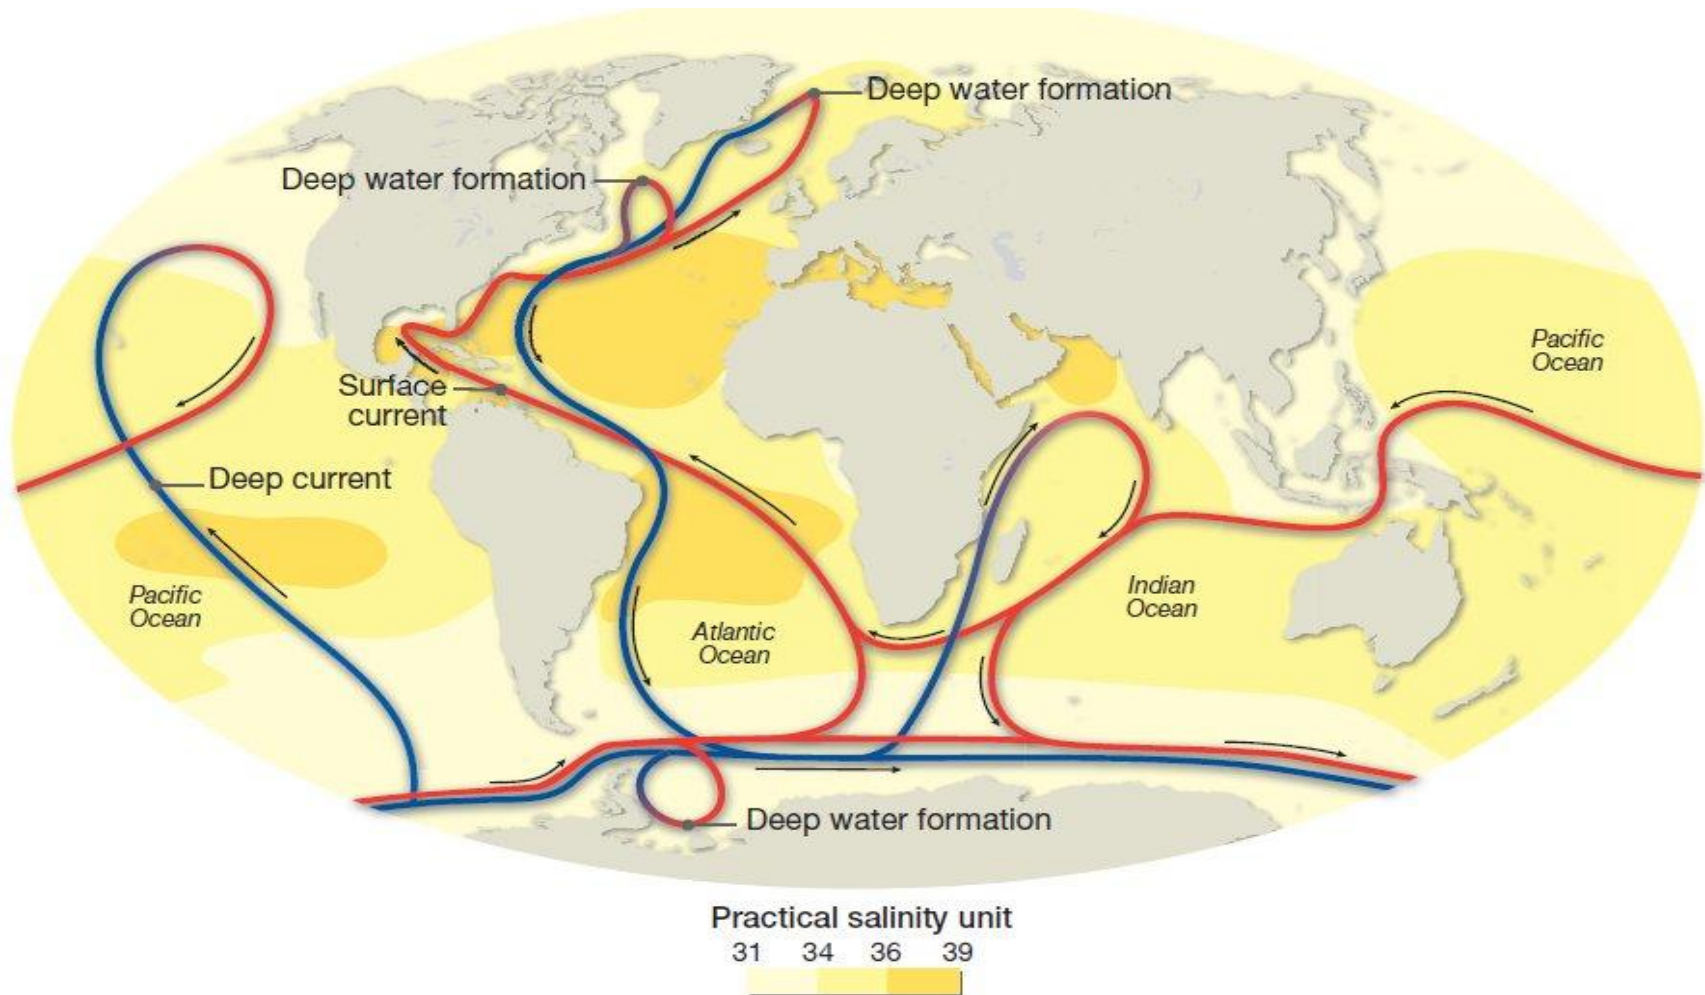 Deep water formation
Deep water formation
Pacific
Ocean
Surface
current
Deep current
Pacific
Ocean
Indian
Ocean
Atlantic
Ocean
Deep water formation
Practical salinity unit
31 34 36 39